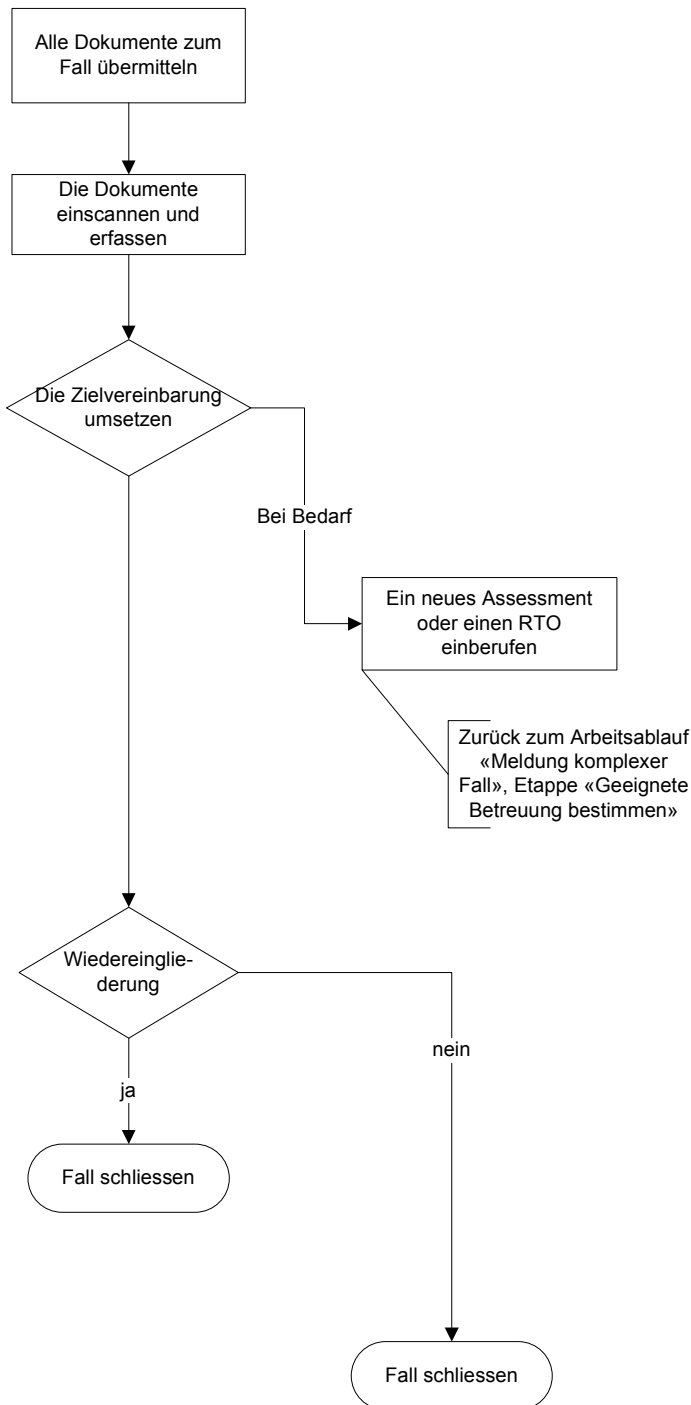 Alle Dokumente zum
Fall übermitteln
Die Dokumente
einscannen und
erfassen
Die Zielvereinbarung
umsetzen
Bei Bedarf
Ein neues Assessment
oder einen RTO
einberufen
Zurück zum Arbeitsablauf
«Meldung komplexer
Fall», Etappe «Geeignete
Betreuung bestimmen»
Wiedereinglie-
derung
nein
ja
Fall schliessen
Fall schliessen